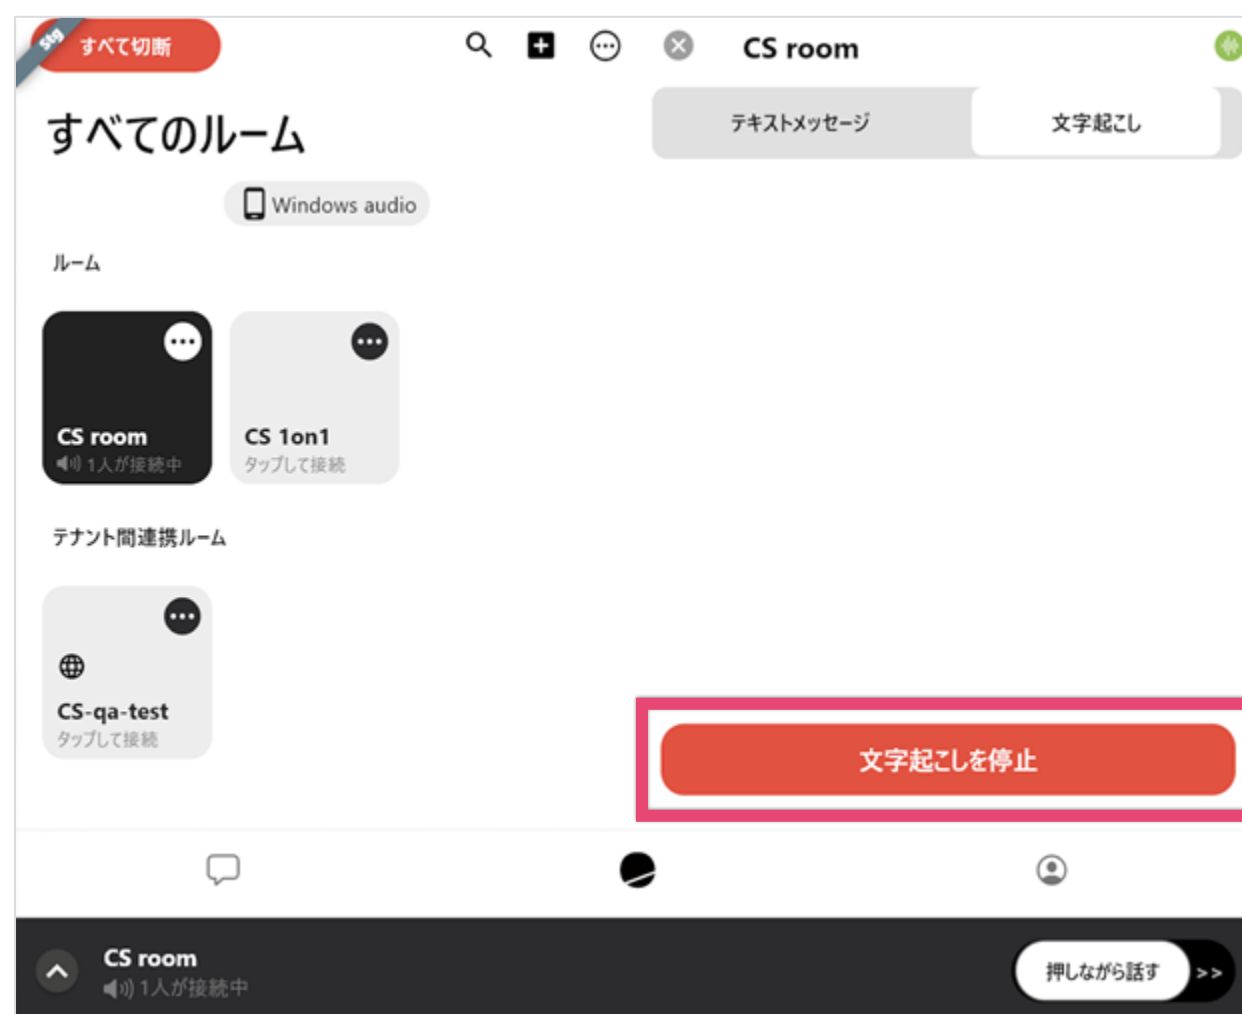 stg
すべて切断
すべてのルーム
Windows audio
ルーム
CS room
1人が接続中
CS 1on1
タップして接続
テナント間連携ルーム
CS-qa-test
タップして接続
CS room
テキストメッセージ
文字起こし
文字起こしを停止
CS room
1人が接続中
押しながら話す
>>